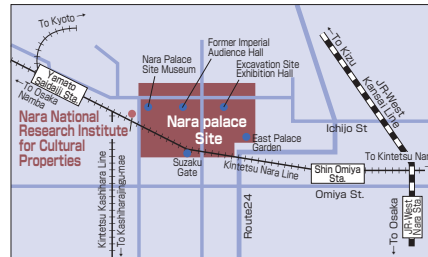 To Kyoto
Nara Palace
Site Museum
Former Imperial
Audience Hall
Excavation Site
Exhibition Hall
To Kizu
JR-West
Kansai Line
Yamato
Saidaiji Sta.
To Osaka
Namba
Nara National
Research Institute
for Cultural
Properties
Nara palace
Site
Ichijo St
East Palace
Garden
Suzaku
Gate
Kintetsu Nara Line
To Kintetsu Na
Shin Omiya
Sta.
Omiya St.
Kintetsu Kashihara Line
To Kashiharajingu-mae
Route24
To Osaka
JR-West
Nara Sta.